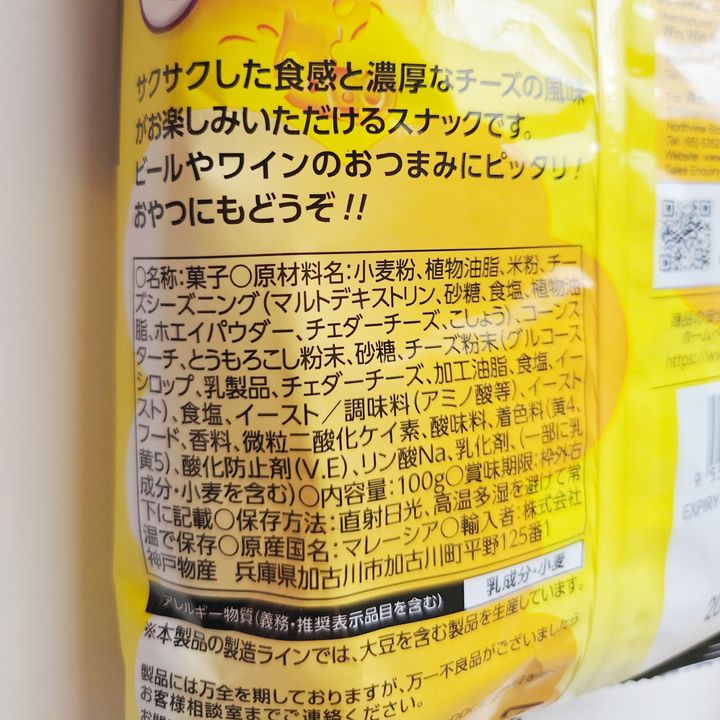 サクサクした食感と濃厚なチーズの風味
がお楽しみいただけるスナックです。
ビールやワインのおつまみにピッタリ!
おやつにもどうぞ!!
○名称:菓子○原材料名:小麦粉、植物油脂、米粉、チー
ズシーズニング(マルトデキストリン、砂糖、食塩、植物油
脂、ホエイパウダー、チェダーチーズ、こしょう)、コーンス
ターチ、とうもろこし粉末、砂糖、チーズ粉末(グルコース
シロップ、乳製品、チェダーチーズ、加工油脂、食塩、イー
スト)、食塩、イースト/調味料(アミノ酸等)、イースト
フード、香料、微粒二酸化ケイ素、酸味料、着色料(黄4、
黄5)、酸化防止剤(V.E)、リン酸Na、乳化剤、(一部に乳
成分・小麦を含む)○内容量:100g○賞味期限:枠外右
下に記載○保存方法:直射日光、高温多湿を避けて常
温で保存○原産国名:マレーシア○輸入者:株式会社
神戸物産 兵庫県加古川市加古川町平野125番1
アレルギー物質(義務・推奨表示品目を含む) 乳成分・小麦
※本製品の製造ラインでは、大豆を含む製品を生産しています。
製品には万全を期しておりますが、万一不良品がございましたら
お客様相談室までご連絡ください。
Win Win
Northview
Tel: (65) 6352
Website: www
Sales Enquiry
商品の安
ホームペ
https://w
EXPIRY